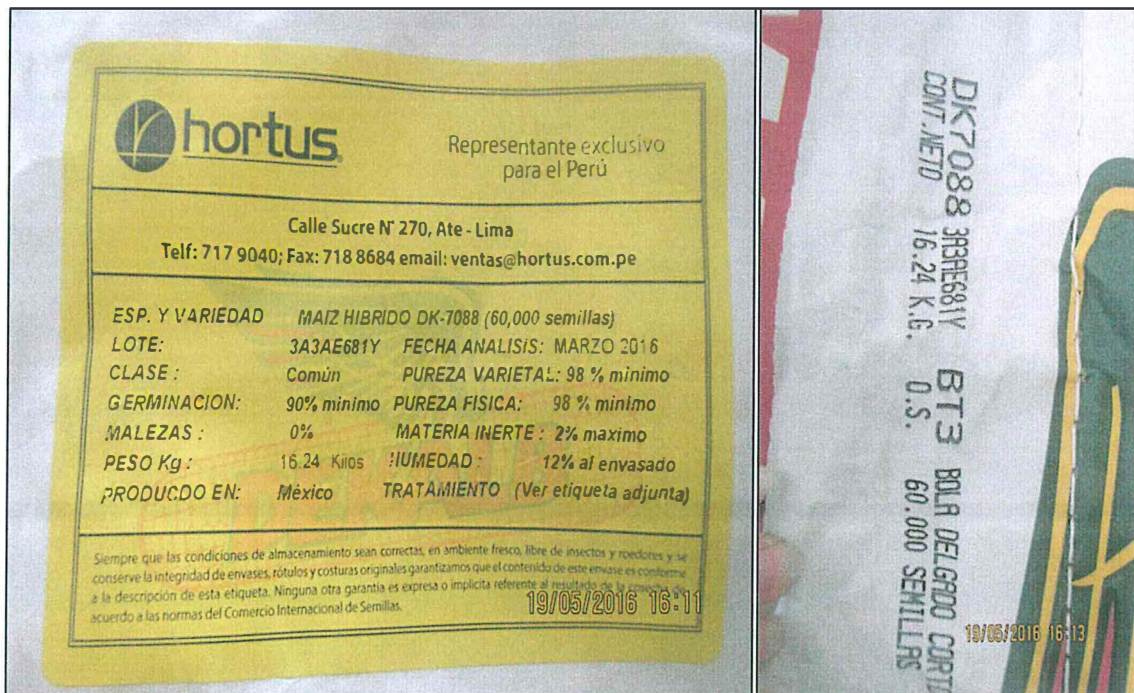 hortus
Representante exclusivo
para el Perú
Calle Sucre N° 270, Ate - Lima
Telf: 717 9040; Fax: 718 8684 email: ventas@hortus.com.pe
ESP. Y VARIEDAD MAIZ HIBRIDO DK-7088 (60,000 semillas)
LOTE: 3A3AE681Y FECHA ANALISIS: MARZO 2016
CLASE : Común PUREZA VARIETAL: 98 % minimo
GERMINACION: 90% minimo PUREZA FISICA: 98 % minimo
MALEZAS : 0% MATERIA INERTE : 2% maximo
PESO Kg : 16.24 Kilos HUMEDAD : 12% al envasado
PRODUCDO EN: México TRATAMIENTO (Ver etiqueta adjunta)
Siempre que las condiciones de almacenamiento sean correctas, en ambiente fresco, libre de insectos y roedores y se
conserve la integridad de envases, rótulos y costuras originales garantizamos que el contenido de este envase es conforme
a la descripción de esta etiqueta. Ninguna otra garantia es expresa o implicita referente al resultado de la
acuerdo a las normas del Comercio Internacional de Semillas.
19/05/2016 16:11
DK7088 3A3AE681Y BT3 BOLA DELGADO CORTO
CONT.NETO 16.24 K.G. O.S. 60.000 SEMILLAS
19/05/2016 16:13